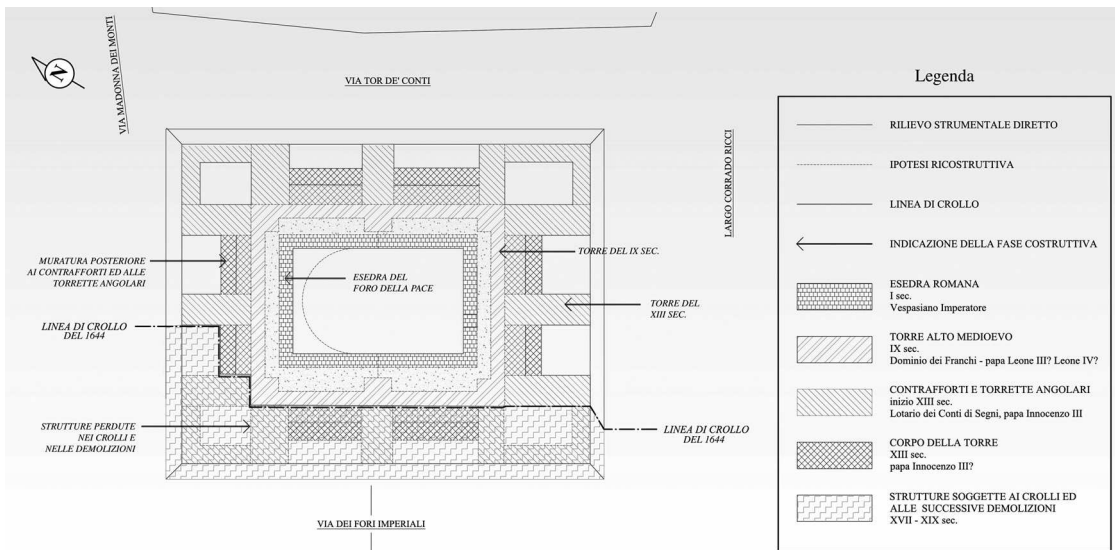 N
VIA MADONNA DEI MONTI
VIA TOR DE' CONTI
LARGO CORRADO RICCI
MURATURA POSTERIORE
AI CONTRAFFORTI ED ALLE
TORRETTE ANGOLARI
ESEDRA DEL
FORO DELLA PACE
TORRE DEL IX SEC.
TORRE DEL
XIII SEC.
LINEA DI CROLLO
DEL 1644
STRUTTURE PERDUTE
NEI CROLLI E
NELLE DEMOLIZIONI
LINEA DI CROLLO
DEL 1644
VIA DEI FORI IMPERIALI
Legenda
RILIEVO STRUMENTALE DIRETTO
IPOTESI RICOSTRUTTIVA
LINEA DI CROLLO
INDICAZIONE DELLA FASE COSTRUTTIVA
ESEDRA ROMANA
I sec.
Vespasiano Imperatore
TORRE ALTO MEDIOEVO
IX sec.
Dominio dei Franchi - papa Leone III? Leone IV?
CONTRAFFORTI E TORRETTE ANGOLARI
inizio XIII sec.
Lotario dei Conti di Segni, papa Innocenzo III
CORPO DELLA TORRE
XIII sec.
papa Innocenzo III?
STRUTTURE SOGGETTE AI CROLLI ED
ALLE SUCCESSIVE DEMOLIZIONI
XVII - XIX sec.